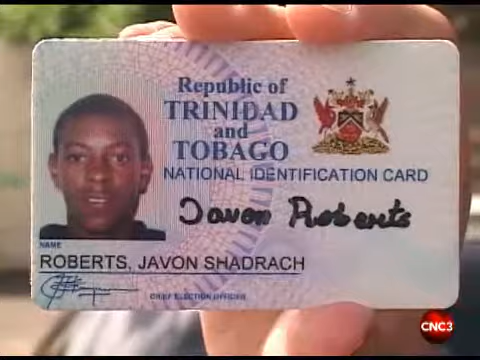 Republic of
TRINIDAD
and
TOBAGO
NATIONAL IDENTIFICATION CARD
Javon Roberts
NAME
ROBERTS, JAVON SHADRACH
CHIEF ELECTION OFFICER
CNC3